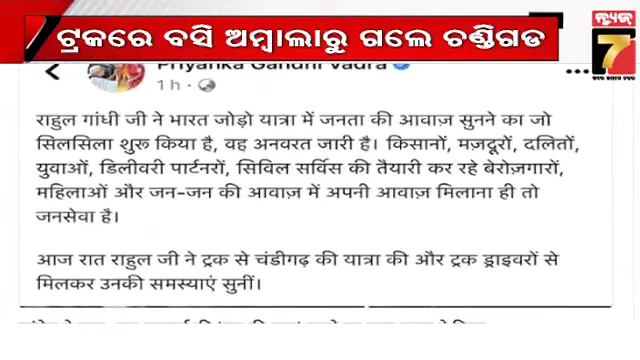 ଟ୍ରକରେ ବସି ଅମ୍ବାଲାରୁ ଗଲେ ଚଣ୍ଡିଗଡ
ନ୍ୟୁଜ୍
7
Priyanka Gandhi Vadra
1 h
राहुल गांधी जी ने भारत जोड़ो यात्रा में जनता की आवाज़ सुनने का जो
सिलसिला शुरू किया है, वह अनवरत जारी है। किसानों, मज़दूरों, दलितों,
युवाओं, डिलीवरी पार्टनरों, सिविल सर्विस की तैयारी कर रहे बेरोज़गारों,
महिलाओं और जन-जन की आवाज़ में अपनी आवाज़ मिलाना ही तो
जनसेवा है।
आज रात राहुल जी ने ट्रक से चंडीगढ़ की यात्रा की और ट्रक ड्राइवरों से
मिलकर उनकी समस्याएं सुनीं।